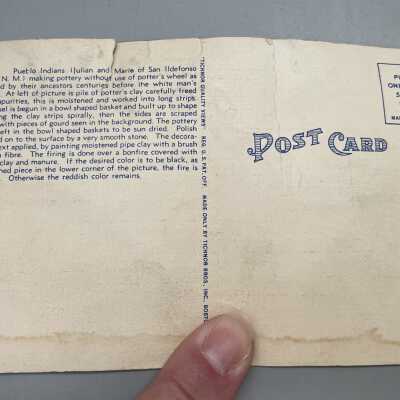 Pueblo Indians (Julian and Marie of San Ildefonso
N. M.) making pottery without use of potter's wheel as
d by their ancestors centuries before the white man's
At left of picture is pile of potter's clay carefully freed
purities, this is moistened and worked into long strips.
el is begun in a bowl shaped basket and built up to shape
g the clay strips spirally, then the sides are scraped
with pieces of gourd seen in the background. The pottery
eft in the bowl shaped baskets to be sun dried. Polish
d on to the surface by a very smooth stone. The decora-
ext applied, by painting moistened pipe clay with a brush
fibre. The firing is done over a bonfire covered with
clay and manure. If the desired color is to be black, as
hed piece in the lower corner of the picture, the fire is
Otherwise the reddish color remains.
TICHNOR QUALITY VIEWS REG. U. S. PAT. OFF. MADE ONLY BY TICHNOR BROS., INC., BOST
POST CARD
P
ON
S
MA